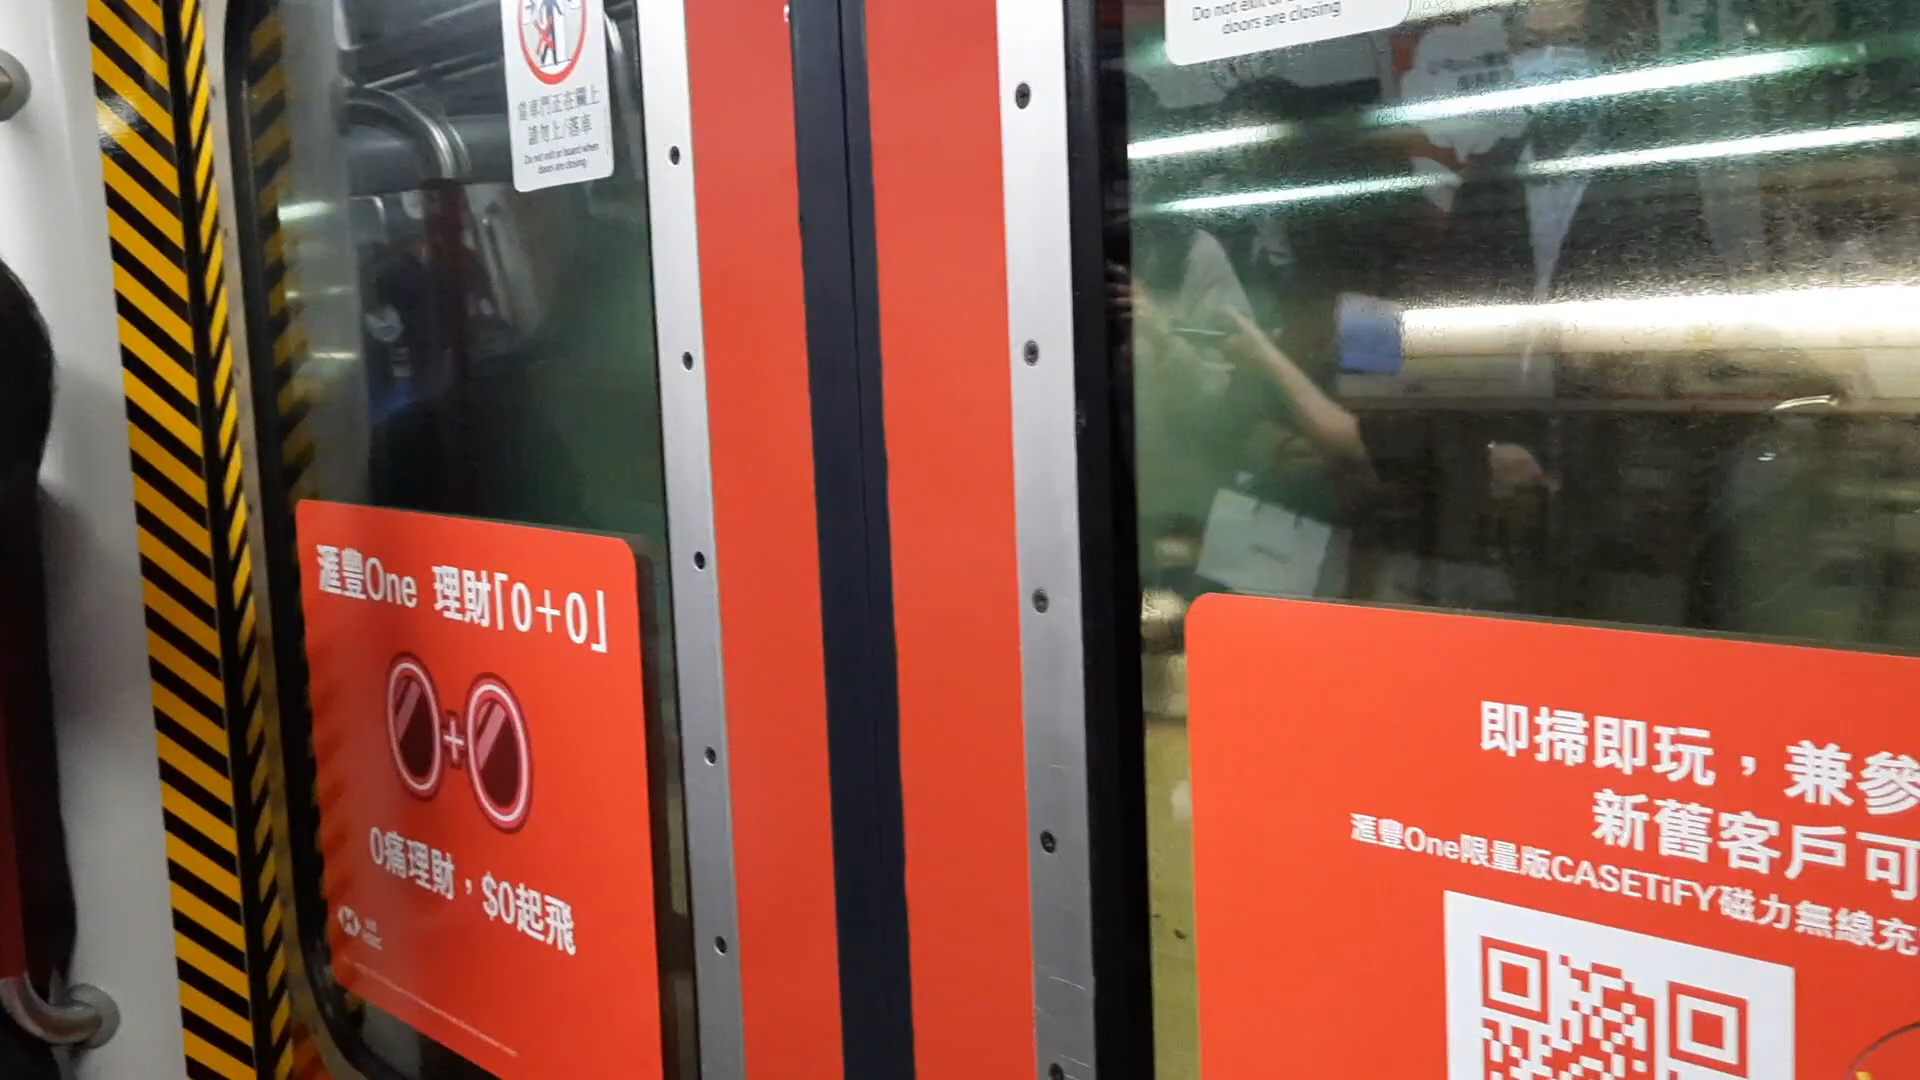 當車門正在關上
請勿上/落車
Do not exit or board when
doors are closing
Do not exit or
doors are closing
滙豐One 理財「0+0」
+
0痛理財，$0起飛
即掃即玩，兼參
新舊客戶可
滙豐One限量版CASETiFY磁力無線充